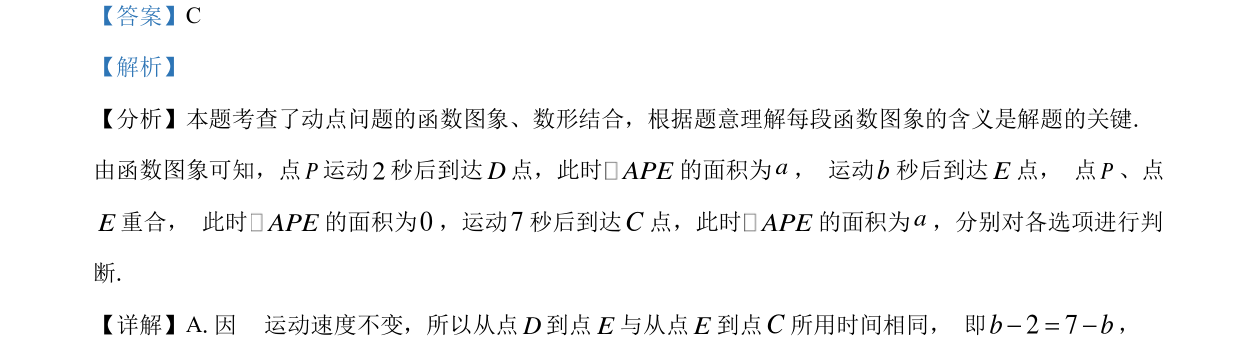 【答案】C
【解析】
【分析】本题考查了动点问题的函数图象、数形结合，根据题意理解每段函数图象的含义是解题的关键.
由函数图象可知，点P运动2秒后到达D点，此时□APE的面积为a， 运动b秒后到达E点， 点P、点
E重合， 此时□APE的面积为0，运动7秒后到达C点，此时□APE的面积为a，分别对各选项进行判
断.
【详解】A. 因 运动速度不变，所以从点D到点E与从点E到点C所用时间相同， 即b−2=7−b，